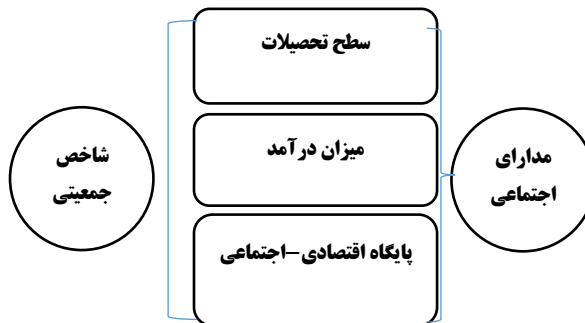 سطح تحصیلات
مدارای
اجتماعی
میزان درآمد
شاخص
جمعیتی
پایگاه اقتصادی–اجتماعی